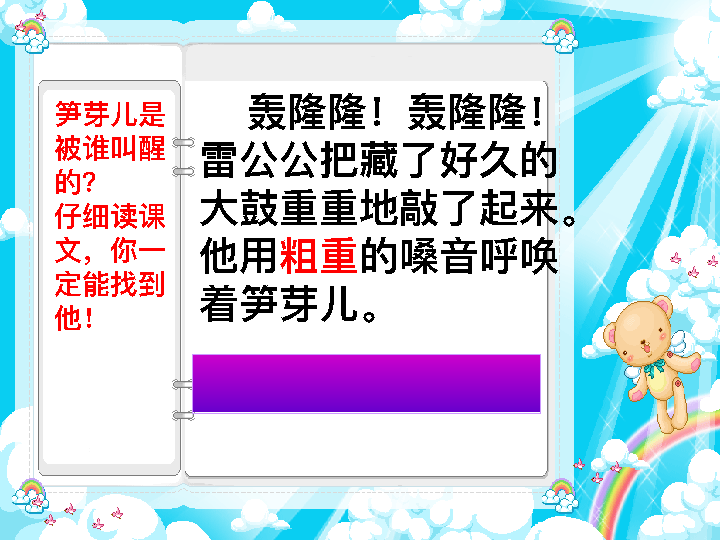 笋芽儿是
被谁叫醒
的？
仔细读课
文，你一
定能找到
他！
轰隆隆！轰隆隆！
雷公公把藏了好久的
大鼓重重地敲了起来。
他用粗重的嗓音呼唤
着笋芽儿。